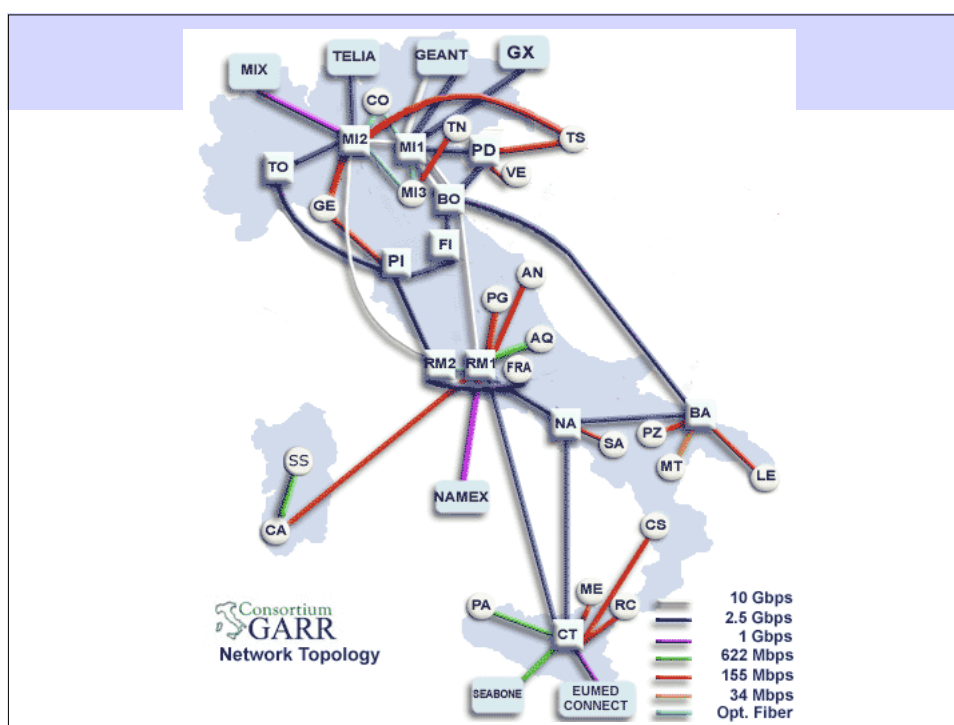 MIX
TELIA
GEANT
GX
CO
TN
TS
MI2
MI1
PD
VE
TO
MI3
BO
GE
FI
PI
AN
PG
AQ
RM2
RM1
FRA
NA
BA
PZ
SA
MT
LE
SS
CA
NAMEX
CS
ME
RC
PA
CT
SEABONE
EUMED
CONNECT
Consortium
GARR
Network Topology
10 Gbps
2.5 Gbps
1 Gbps
622 Mbps
155 Mbps
34 Mbps
Opt. Fiber